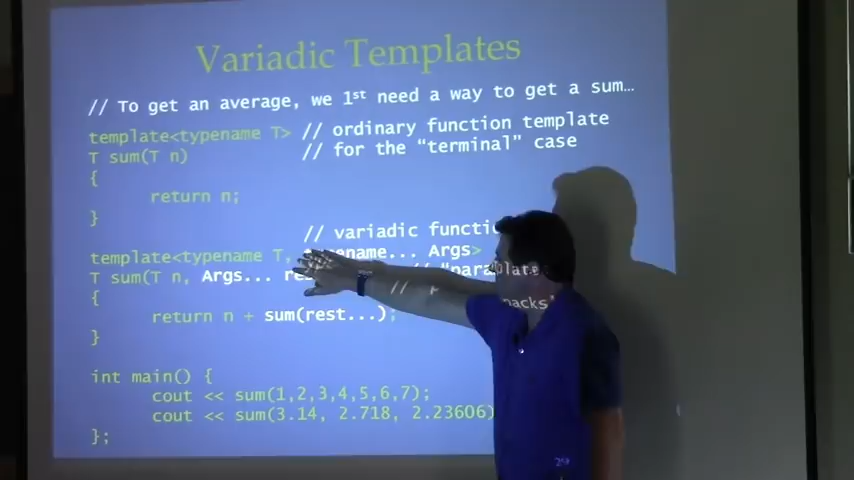 Variadic Templates
// To get an average, we 1st need a way to get a sum…
template<typename T> // ordinary function template
T sum(T n) // for the “terminal” case
{
return n;
}
// variadic
template<typename T, typename... Args>
T sum(T n, Args...
{
return n + sum(rest...);
}
int main() {
cout << sum(1,2,3,4,5,6,7);
cout << sum(3.14, 2.718, 2.23606)
};
29